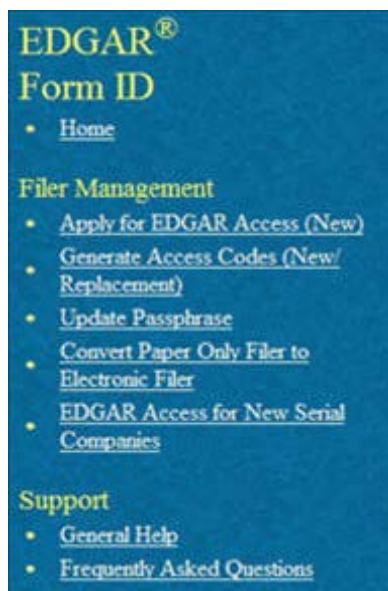 EDGAR®
Form ID
• Home
Filer Management
• Apply for EDGAR Access (New)
• Generate Access Codes (New/
Replacement)
• Update Passphrase
• Convert Paper Only Filer to
Electronic Filer
• EDGAR Access for New Serial
Companies
Support
• General Help
• Frequently Asked Questions